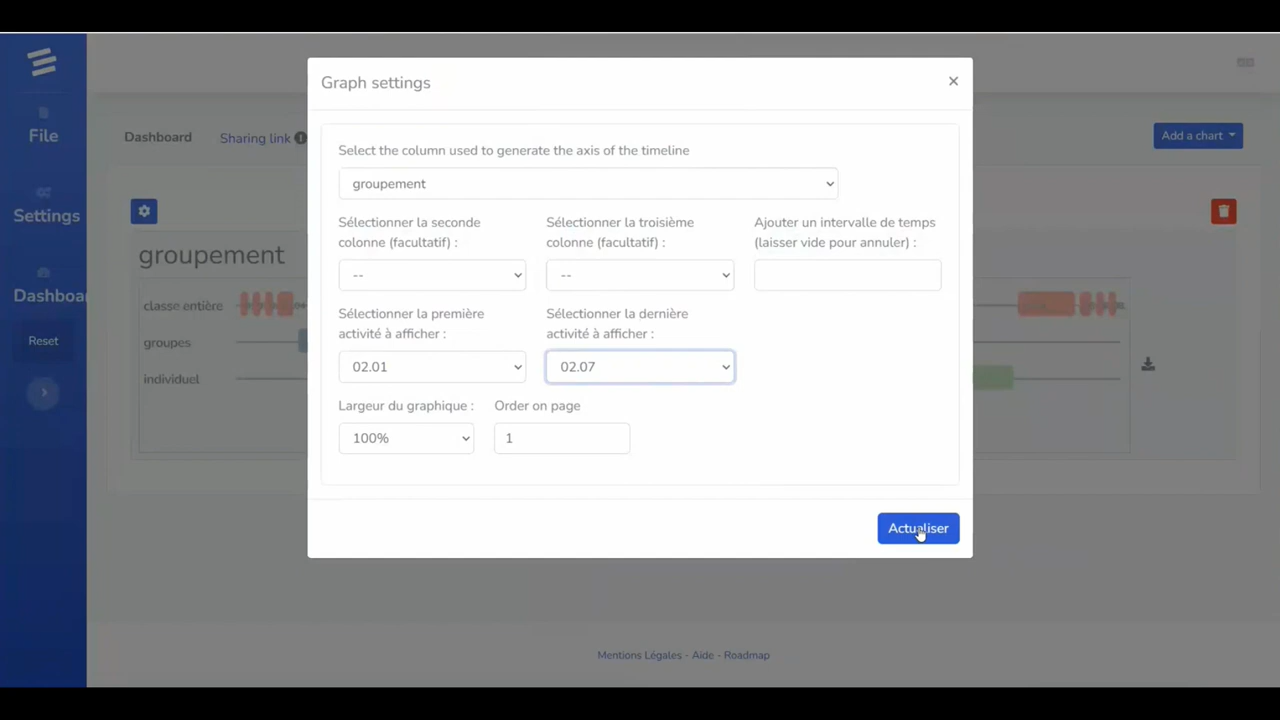 Graph settings
×
File
Dashboard
Sharing link
Add a chart
Select the column used to generate the axis of the timeline
groupement
Settings
Sélectionner la seconde
colonne (facultatif) :
Sélectionner la troisième
colonne (facultatif) :
Ajouter un intervalle de temps
(laisser vide pour annuler) :
groupement
--
--
Dashboa
classe entière
groupes
individuel
Sélectionner la première
activité à afficher :
Sélectionner la dernière
activité à afficher :
Reset
02.01
02.07
Largeur du graphique :
Order on page
100%
1
Actualiser
Mentions Légales - Aide - Roadmap